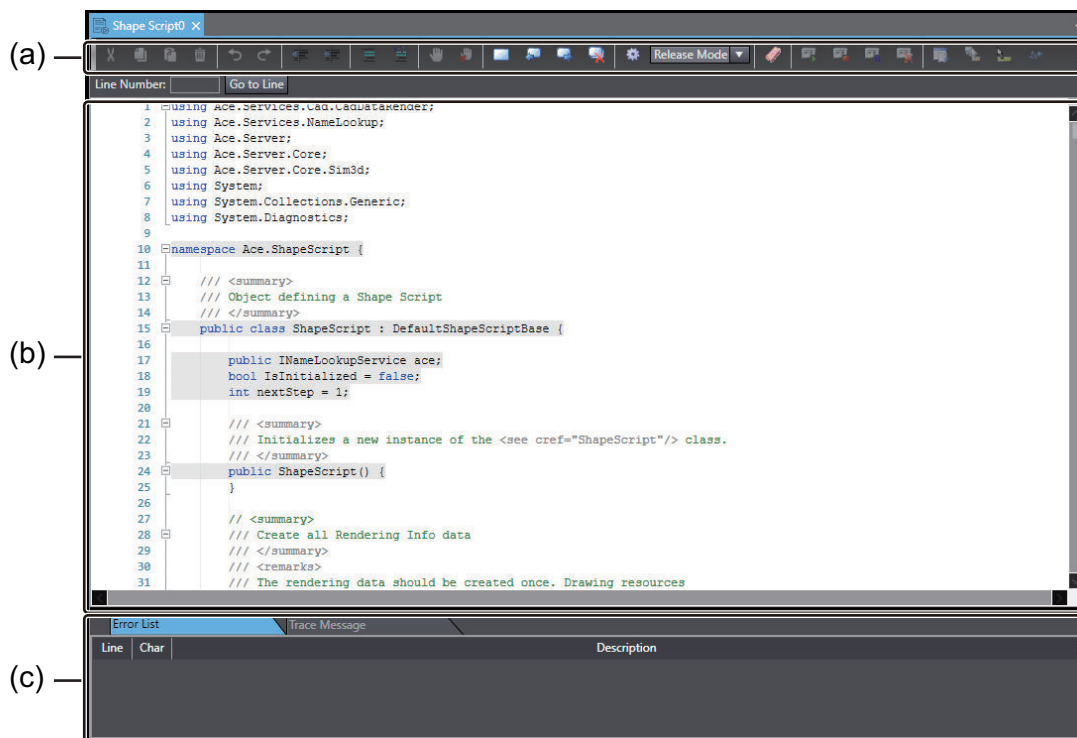 Shape Script0 ×
(a)
Release Mode
Line Number: Go to Line
(b)
1 using Ace.Services.Cad.CadDataRender;
2 using Ace.Services.NameLookup;
3 using Ace.Server;
4 using Ace.Server.Core;
5 using Ace.Server.Core.Sim3d;
6 using System;
7 using System.Collections.Generic;
8 using System.Diagnostics;
9
10 namespace Ace.ShapeScript {
11
12 /// <summary>
13 /// Object defining a Shape Script
14 /// </summary>
15 public class ShapeScript : DefaultShapeScriptBase {
16
17 public INameLookupService ace;
18 bool IsInitialized = false;
19 int nextStep = 1;
20
21 /// <summary>
22 /// Initializes a new instance of the <see cref="ShapeScript"/> class.
23 /// </summary>
24 public ShapeScript() {
25 }
26
27 // <summary>
28 /// Create all Rendering Info data
29 /// </summary>
30 /// <remarks>
31 /// The rendering data should be created once. Drawing resources
(c)
Error List Trace Message
Line Char Description